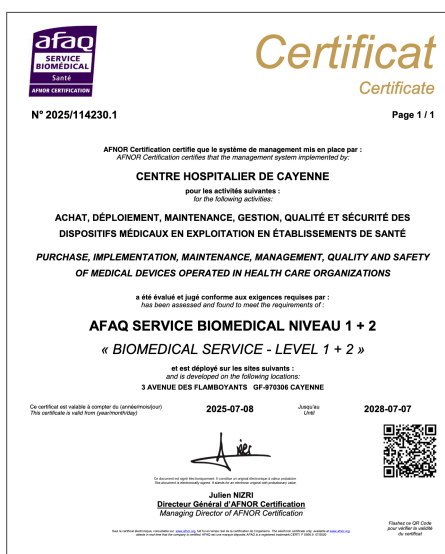 afaq
SERVICE
BIOMÉDICAL
Santé
AFNOR CERTIFICATION
Certificat
Certificate
N° 2025/114230.1
Page 1 / 1
AFNOR Certification certifie que le système de management mis en place par :
AFNOR Certification certifies that the management system implemented by:
CENTRE HOSPITALIER DE CAYENNE
pour les activités suivantes :
for the following activities:
ACHAT, DÉPLOIEMENT, MAINTENANCE, GESTION, QUALITÉ ET SÉCURITÉ DES
DISPOSITIFS MÉDICAUX EN EXPLOITATION EN ÉTABLISSEMENTS DE SANTÉ
PURCHASE, IMPLEMENTATION, MAINTENANCE, MANAGEMENT, QUALITY AND SAFETY
OF MEDICAL DEVICES OPERATED IN HEALTH CARE ORGANIZATIONS
a été évalué et jugé conforme aux exigences requises par :
has been assessed and found to meet the requirements of :
AFAQ SERVICE BIOMEDICAL NIVEAU 1 + 2
« BIOMEDICAL SERVICE - LEVEL 1 + 2 »
et est déployé sur les sites suivants :
and is developed on the following locations:
3 AVENUE DES FLAMBOYANTS GF-970306 CAYENNE
Ce certificat est valable à compter du (année/mois/jour)
This certificate is valid from (year/month/day)
2025-07-08
Jusqu'au
Until
2028-07-07
Julien NIZRI
Directeur Général d'AFNOR Certification
Managing Director of AFNOR Certification
Flashez ce QR Code
pour vérifier la validité
du certificat